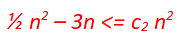 ½ n² – 3n <= c₂ n²